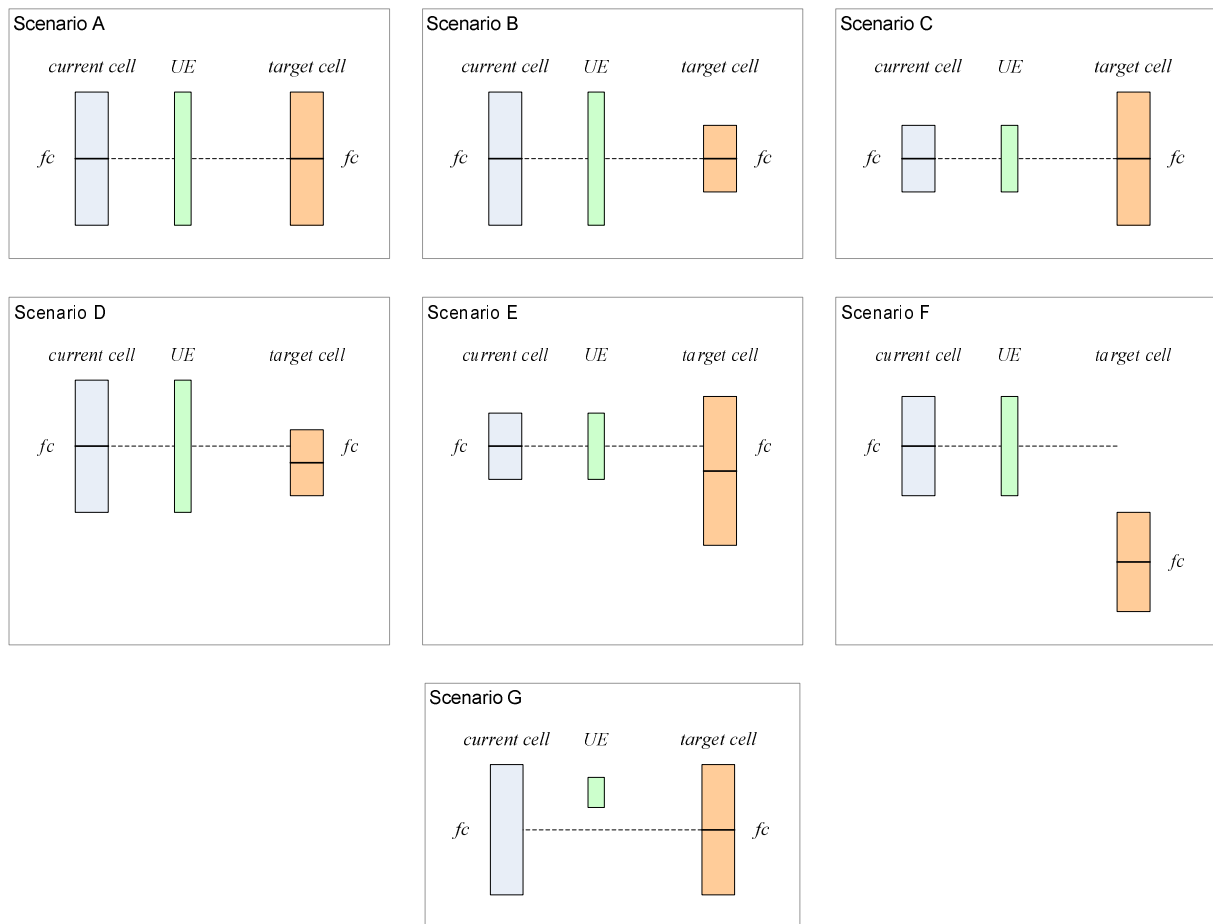 Scenario A
current cell UE target cell
fc fc
Scenario B
current cell UE target cell
fc fc
Scenario C
current cell UE target cell
fc fc
Scenario D
current cell UE target cell
fc fc
Scenario E
current cell UE target cell
fc fc
Scenario F
current cell UE target cell
fc
fc
Scenario G
current cell UE target cell
fc fc